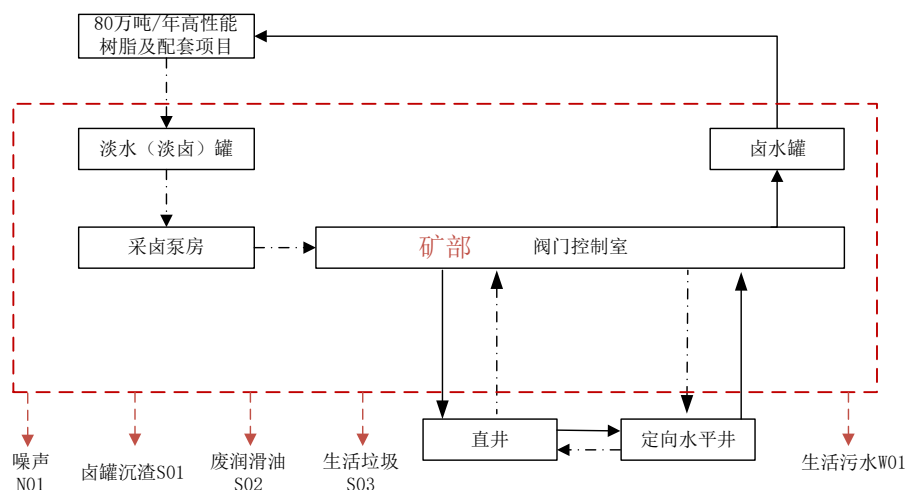 80万吨/年高性能
树脂及配套项目
淡水（淡卤）罐
卤水罐
采卤泵房
矿部
阀门控制室
直井
定向水平井
噪声
N01
卤罐沉渣S01
废润滑油
S02
生活垃圾
S03
生活污水W01